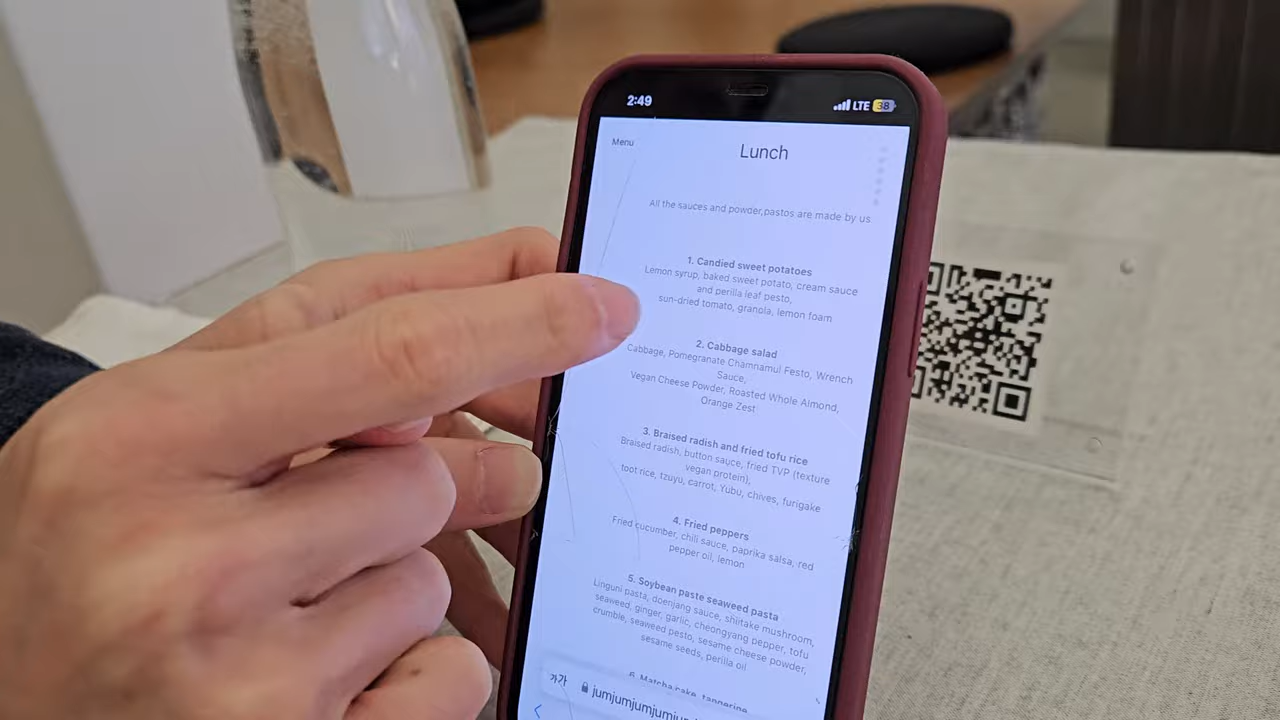 2:49
LTE 38
Menu
Lunch
All the sauces and powder,pastos are made by us
1. Candied sweet potatoes
Lemon syrup, baked sweet potato, cream sauce
and perilla leaf pesto,
sun-dried tomato, granola, lemon foam
2. Cabbage salad
Cabbage, Pomegranate Chamnamul Festo, Wrench
Sauce,
Vegan Cheese Powder, Roasted Whole Almond,
Orange Zest
3. Braised radish and fried tofu rice
Braised radish, button sauce, fried TVP (texture
vegan protein),
toot rice, tzuyu, carrot, Yubu, chives, furigake
4. Fried peppers
Fried cucumber, chili sauce, paprika salsa, red
pepper oil, lemon
5. Soybean paste seaweed pasta
Linguni pasta, doenjang sauce, shiitake mushroom,
seaweed, ginger, garlic, cheongyang pepper, tofu
crumble, seaweed pesto, sesame cheese powder,
sesame seeds, perilla oil
6. Matcha cake, tangerine
가가 jumjumjumjumju